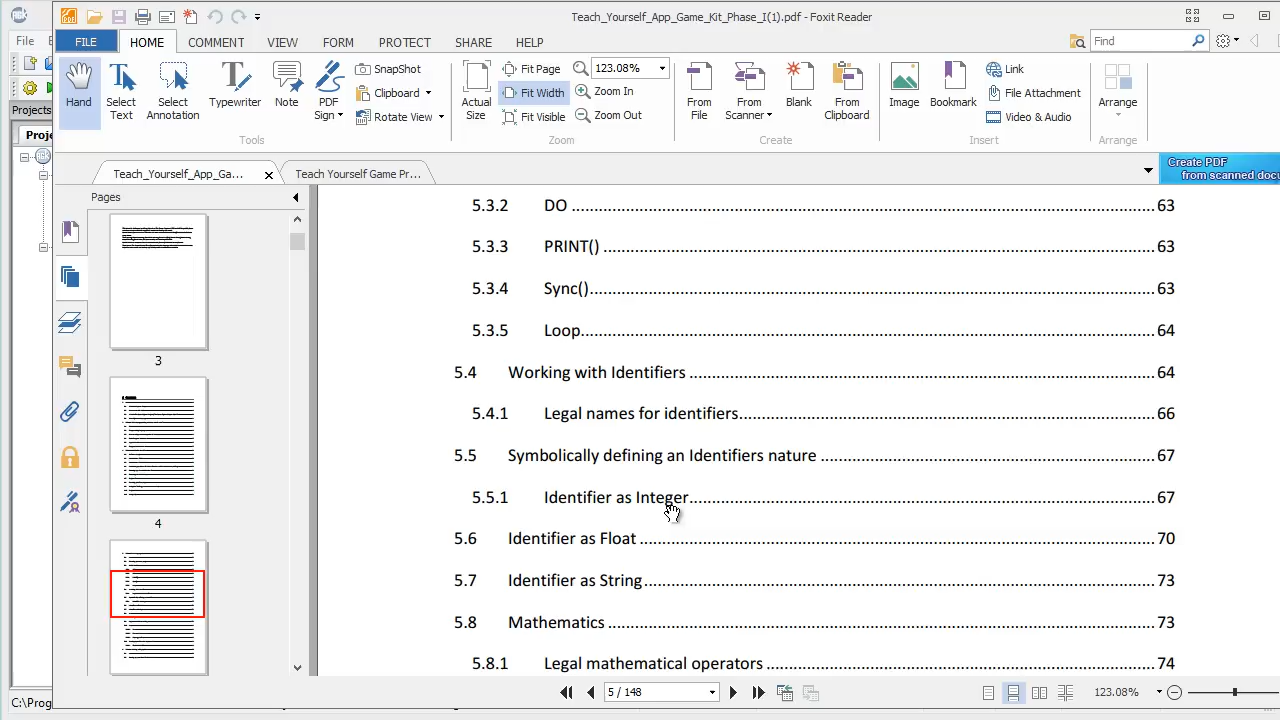 Teach_Yourself_App_Game_Kit_Phase_I(1).pdf - Foxit Reader
File
FILE HOME COMMENT VIEW FORM PROTECT SHARE HELP
Find
Hand
Select Text
Select Annotation
Typewriter
Note
PDF Sign
SnapShot
Clipboard
Rotate View
Tools
Actual Size
Fit Page
Fit Width
Fit Visible
123.08%
Zoom In
Zoom Out
Zoom
From File
From Scanner
Blank
From Clipboard
Create
Image
Bookmark
Link
File Attachment
Video & Audio
Insert
Arrange
Arrange
Projects
Proje
Teach_Yourself_App_Ga...
Teach Yourself Game Pr...
Create PDF
from scanned docu
Pages
3
4
5.3.2 DO 63
5.3.3 PRINT() 63
5.3.4 Sync() 63
5.3.5 Loop 64
5.4 Working with Identifiers 64
5.4.1 Legal names for identifiers 66
5.5 Symbolically defining an Identifiers nature 67
5.5.1 Identifier as Integer 67
5.6 Identifier as Float 70
5.7 Identifier as String 73
5.8 Mathematics 73
5.8.1 Legal mathematical operators 74
5 / 148
123.08%
C:\Prog